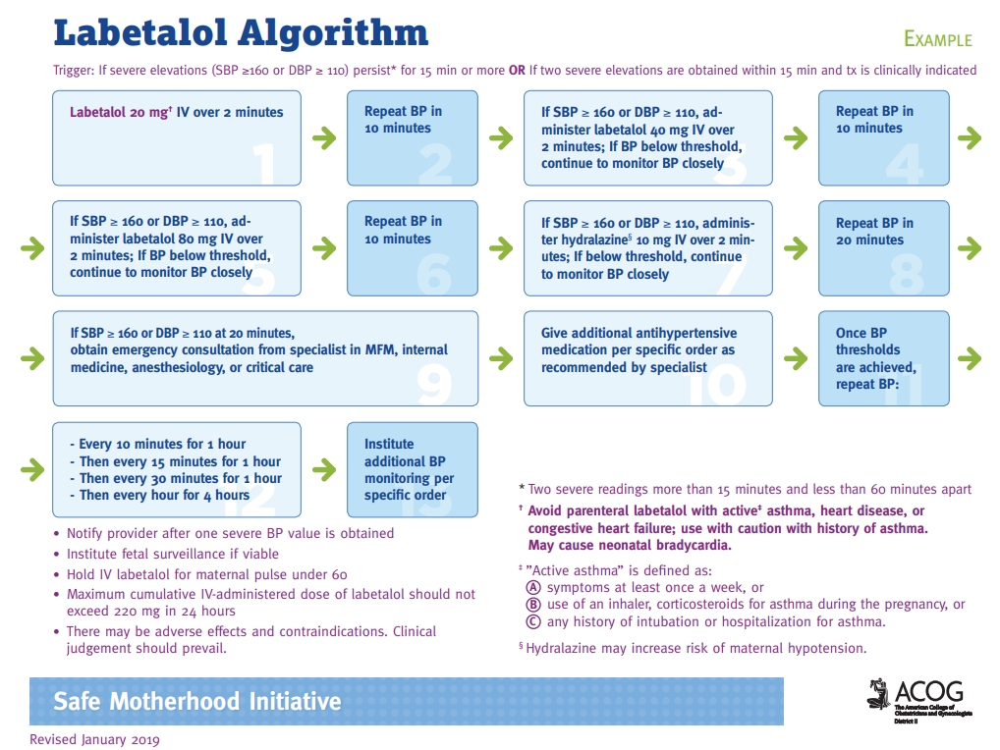 Labetalol Algorithm
EXAMPLE
Trigger: If severe elevations (SBP ≥160 or DBP ≥ 110) persist* for 15 min or more OR If two severe elevations are obtained within 15 min and tx is clinically indicated
Labetalol 20 mg† IV over 2 minutes
1
Repeat BP in
10 minutes
2
If SBP ≥ 160 or DBP ≥ 110, ad-
minister labetalol 40 mg IV over
2 minutes; If BP below threshold,
continue to monitor BP closely
3
Repeat BP in
10 minutes
4
If SBP ≥ 160 or DBP ≥ 110, ad-
minister labetalol 80 mg IV over
2 minutes; If BP below threshold,
continue to monitor BP closely
5
Repeat BP in
10 minutes
6
If SBP ≥ 160 or DBP ≥ 110, adminis-
ter hydralazine§ 10 mg IV over 2 min-
utes; If below threshold, continue
to monitor BP closely
7
Repeat BP in
20 minutes
8
If SBP ≥ 160 or DBP ≥ 110 at 20 minutes,
obtain emergency consultation from specialist in MFM, internal
medicine, anesthesiology, or critical care
9
Give additional antihypertensive
medication per specific order as
recommended by specialist
10
Once BP
thresholds
are achieved,
repeat BP:
11
- Every 10 minutes for 1 hour
- Then every 15 minutes for 1 hour
- Then every 30 minutes for 1 hour
- Then every hour for 4 hours
12
Institute
additional BP
monitoring per
specific order
13
• Notify provider after one severe BP value is obtained
• Institute fetal surveillance if viable
• Hold IV labetalol for maternal pulse under 60
• Maximum cumulative IV-administered dose of labetalol should not
exceed 220 mg in 24 hours
• There may be adverse effects and contraindications. Clinical
judgement should prevail.
* Two severe readings more than 15 minutes and less than 60 minutes apart
† Avoid parenteral labetalol with active‡ asthma, heart disease, or
congestive heart failure; use with caution with history of asthma.
May cause neonatal bradycardia.
‡ ”Active asthma” is defined as:
Ⓐ symptoms at least once a week, or
Ⓑ use of an inhaler, corticosteroids for asthma during the pregnancy, or
Ⓒ any history of intubation or hospitalization for asthma.
§ Hydralazine may increase risk of maternal hypotension.
Safe Motherhood Initiative
ACOG
The American College of
Obstetricians and Gynecologists
District II
Revised January 2019